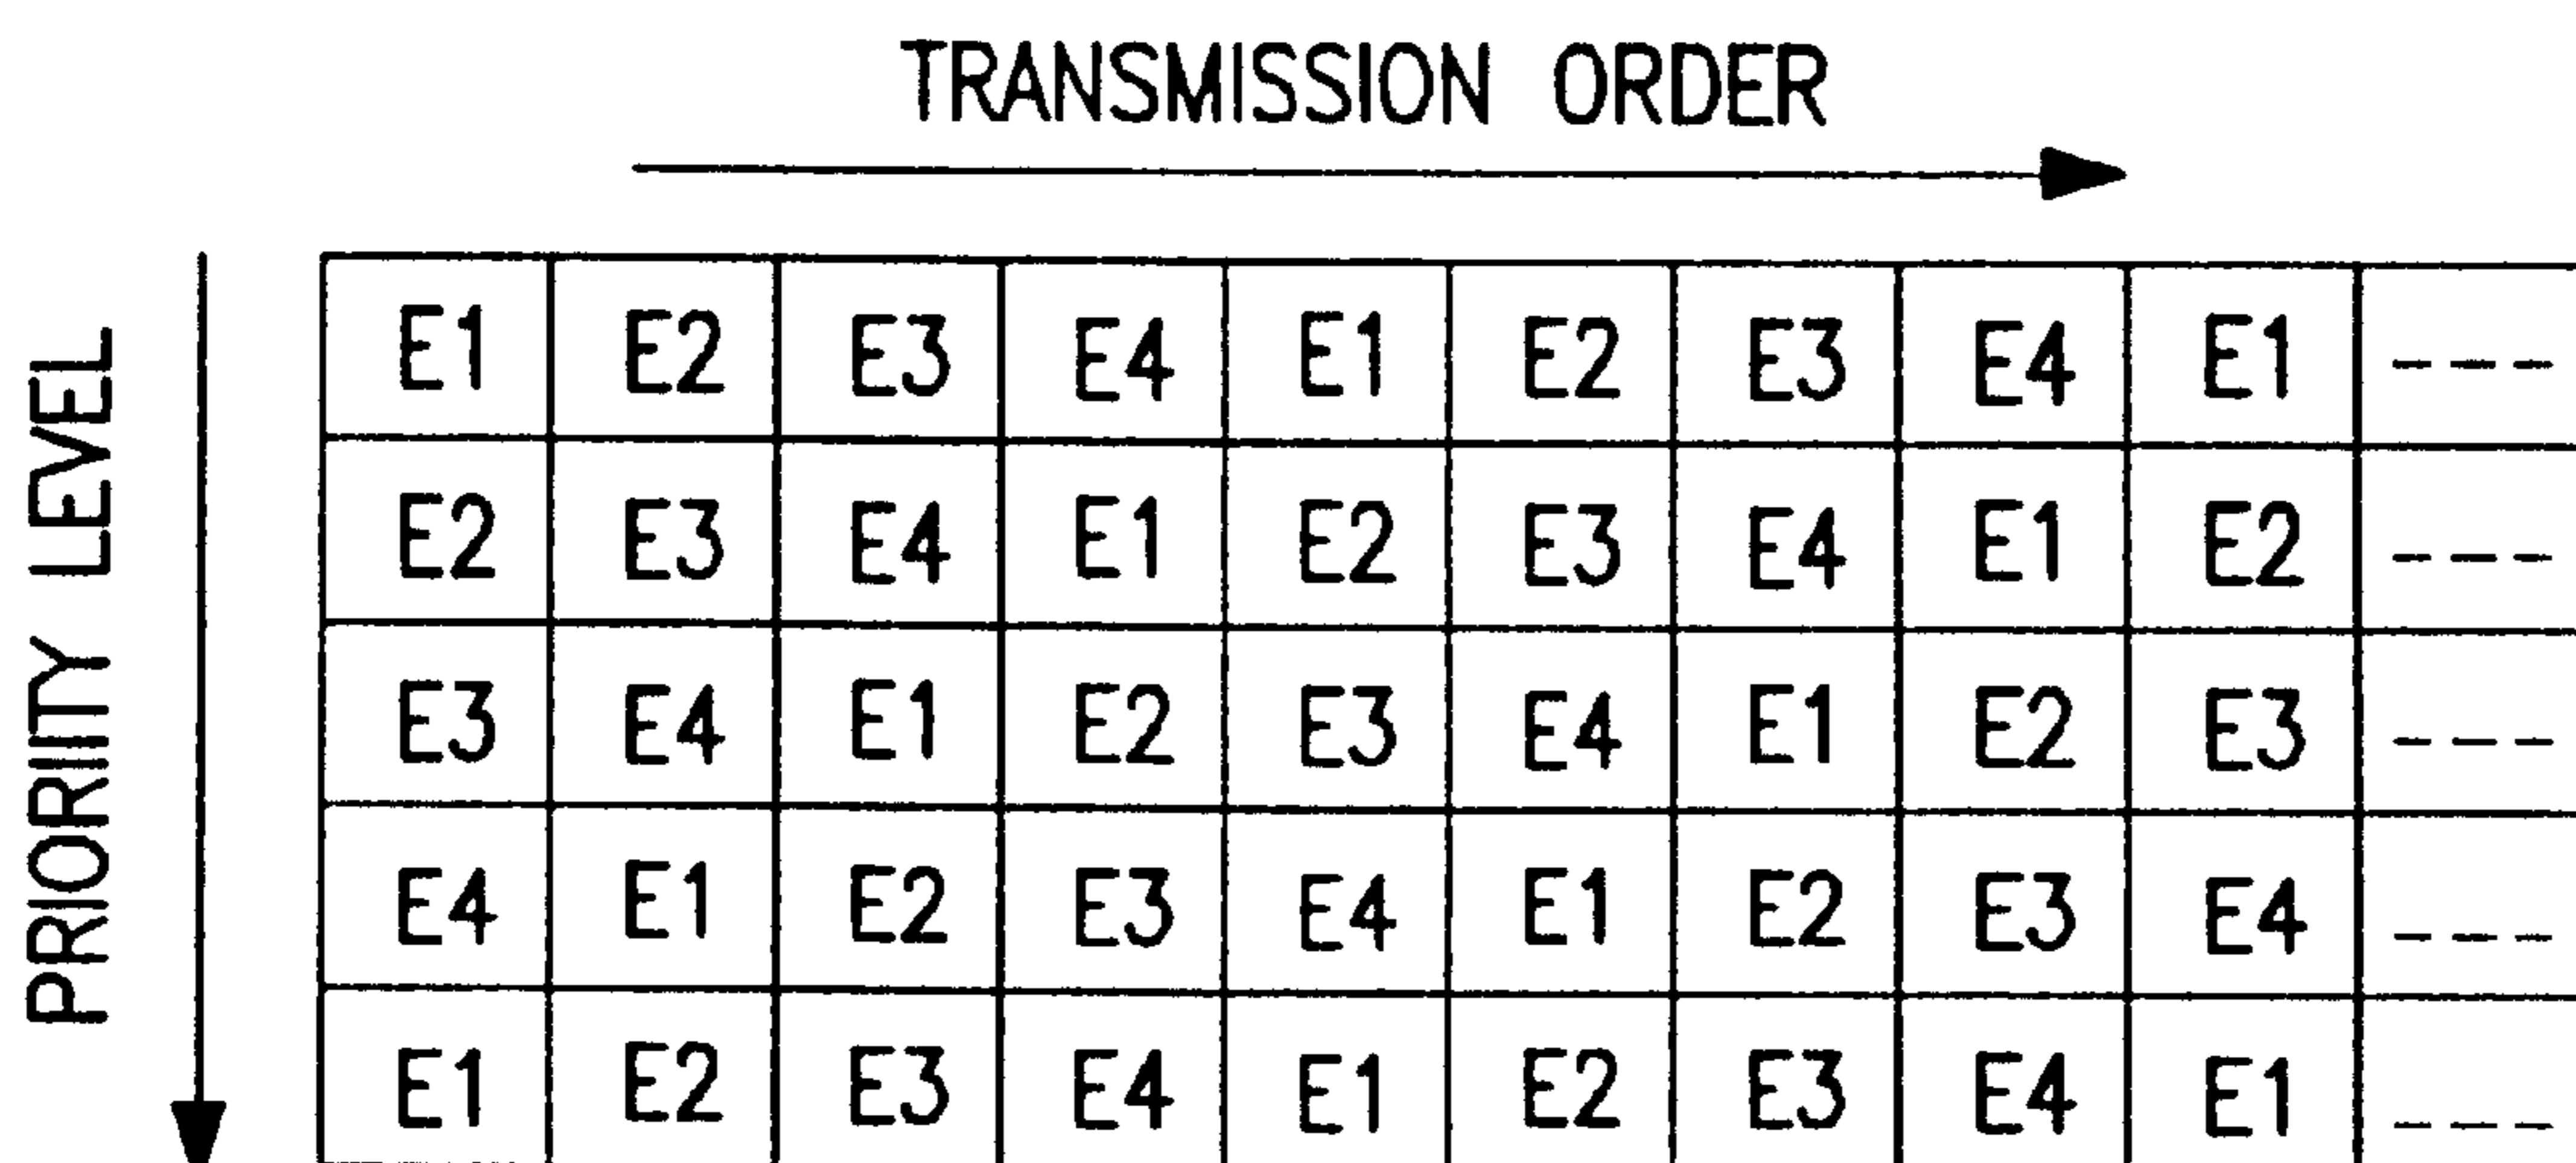 TRANSMISSION ORDER
PRIORITY LEVEL
E1 E2 E3 E4 E1 E2 E3 E4 E1 ---
E2 E3 E4 E1 E2 E3 E4 E1 E2 ---
E3 E4 E1 E2 E3 E4 E1 E2 E3 ---
E4 E1 E2 E3 E4 E1 E2 E3 E4 ---
E1 E2 E3 E4 E1 E2 E3 E4 E1 ---